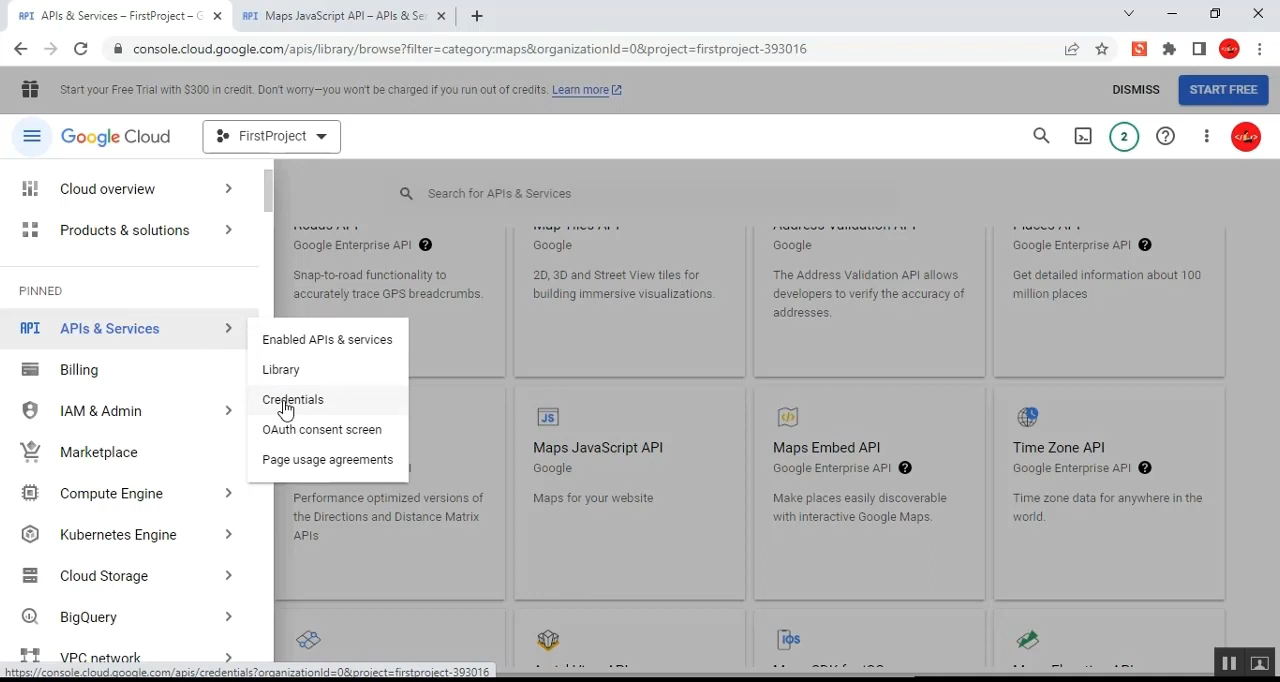 APIs & Services – FirstProject – G
Maps JavaScript API – APIs & Ser
console.cloud.google.com/apis/library/browse?filter=category:maps&organizationId=0&project=firstproject-393016
Start your Free Trial with $300 in credit. Don't worry—you won't be charged if you run out of credits. Learn more
DISMISS
START FREE
Google Cloud
FirstProject
2
Cloud overview
Products & solutions
PINNED
API APIs & Services
Billing
IAM & Admin
Marketplace
Compute Engine
Kubernetes Engine
Cloud Storage
BigQuery
VPC network
Enabled APIs & services
Library
Credentials
OAuth consent screen
Page usage agreements
Search for APIs & Services
Roads API
Google Enterprise API
Snap-to-road functionality to
accurately trace GPS breadcrumbs.
Map Tiles API
Google
2D, 3D and Street View tiles for
building immersive visualizations.
Address Validation API
Google
The Address Validation API allows
developers to verify the accuracy of
addresses.
Places API
Google Enterprise API
Get detailed information about 100
million places
Performance optimized versions of
the Directions and Distance Matrix
APIs
JS
Maps JavaScript API
Google
Maps for your website
Maps Embed API
Google Enterprise API
Make places easily discoverable
with interactive Google Maps.
Time Zone API
Google Enterprise API
Time zone data for anywhere in the
world.
iOS
https://console.cloud.google.com/apis/credentials?organizationId=0&project=firstproject-393016